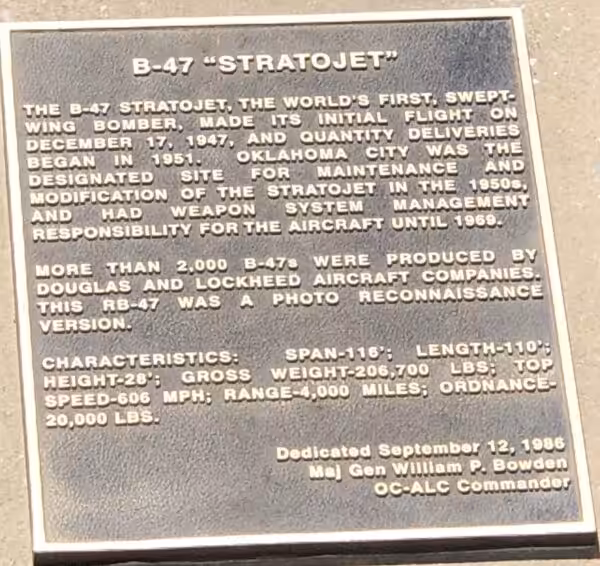 B-47 "STRATOJET"
THE B-47 STRATOJET, THE WORLD'S FIRST, SWEPT-
WING BOMBER, MADE ITS INITIAL FLIGHT ON
DECEMBER 17, 1947, AND QUANTITY DELIVERIES
BEGAN IN 1951. OKLAHOMA CITY WAS THE
DESIGNATED SITE FOR MAINTENANCE AND
MODIFICATION OF THE STRATOJET IN THE 1950s,
AND HAD WEAPON SYSTEM MANAGEMENT
RESPONSIBILITY FOR THE AIRCRAFT UNTIL 1969.
MORE THAN 2,000 B-47s WERE PRODUCED BY
DOUGLAS AND LOCKHEED AIRCRAFT COMPANIES.
THIS RB-47 WAS A PHOTO RECONNAISSANCE
VERSION.
CHARACTERISTICS: SPAN-116'; LENGTH-110';
HEIGHT-28'; GROSS WEIGHT-206,700 LBS; TOP
SPEED-606 MPH; RANGE-4,000 MILES; ORDNANCE-
20,000 LBS.
Dedicated September 12, 1986
Maj Gen William P. Bowden
OC-ALC Commander